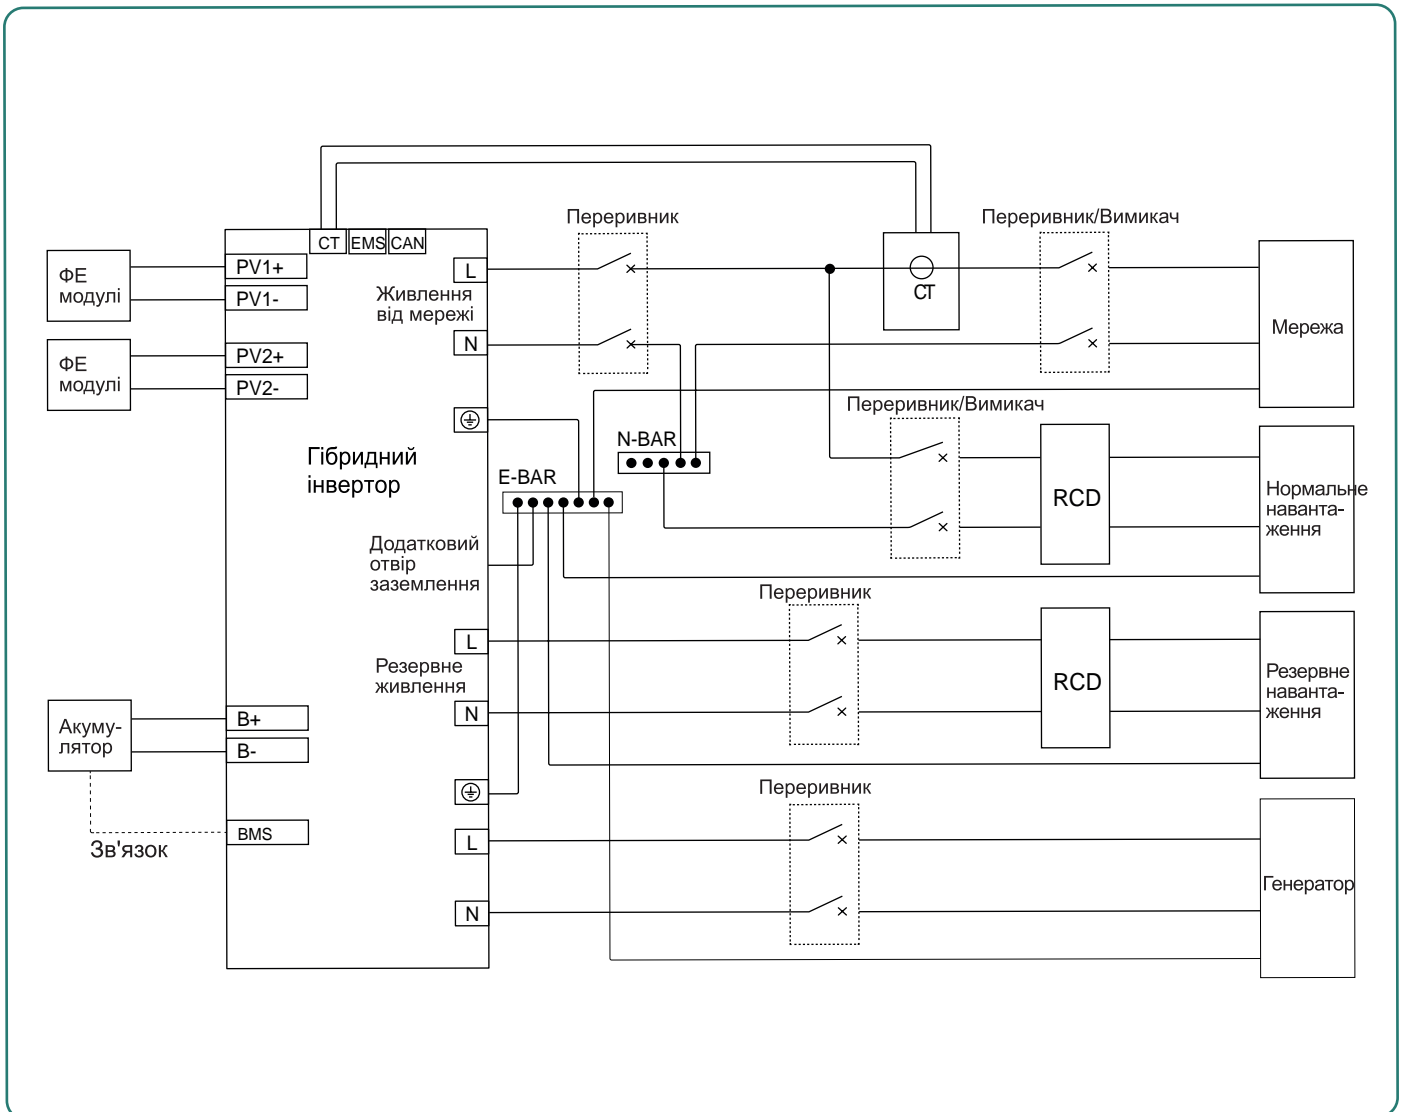 Переривник
Переривник/Вимикач
CT
EMS
CAN
ФЕ
модулі
PV1+
PV1-
L
Живлення
від мережі
N
CT
Мережа
ФЕ
модулі
PV2+
PV2-
Переривник/Вимикач
N-BAR
Гібридний
інвертор
E-BAR
RCD
Нормальне
наванта-
ження
Додатковий
отвір
заземлення
Переривник
L
Резервне
живлення
N
RCD
Резервне
наванта-
ження
Акуму-
лятор
B+
B-
Переривник
BMS
Зв'язок
L
N
Генератор